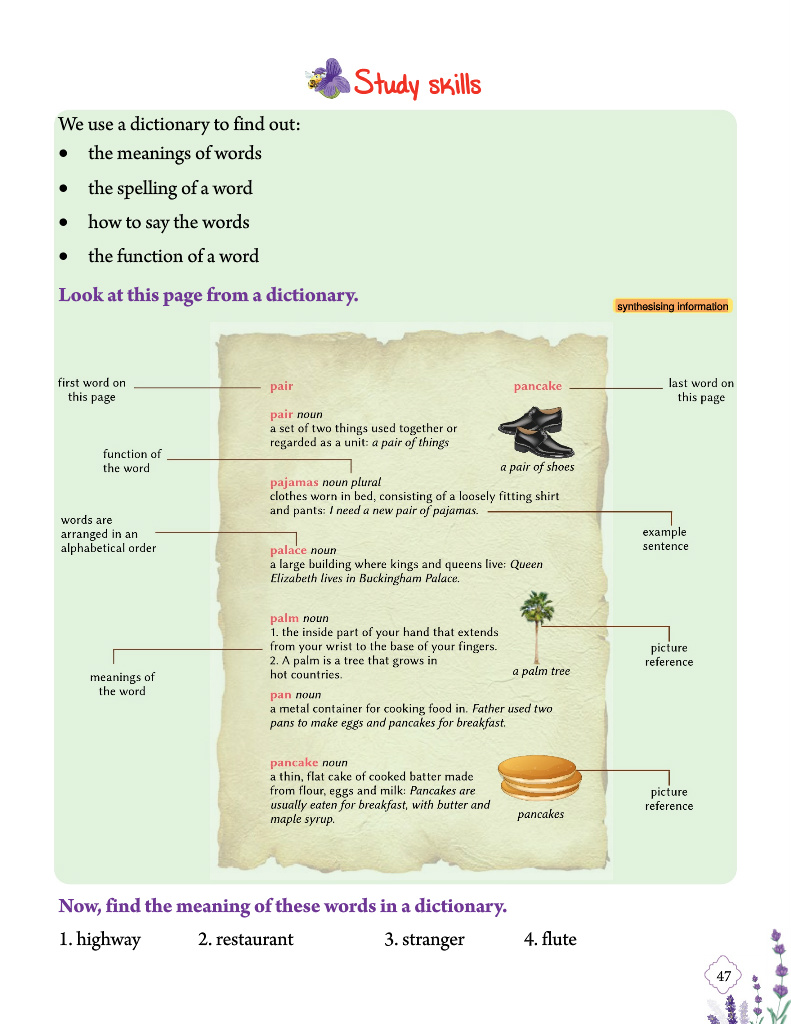 Study skills
We use a dictionary to find out:
• the meanings of words
• the spelling of a word
• how to say the words
• the function of a word
Look at this page from a dictionary.
synthesising information
first word on
this page
pair
pancake
last word on
this page
pair noun
a set of two things used together or
regarded as a unit: a pair of things
a pair of shoes
function of
the word
pajamas noun plural
clothes worn in bed, consisting of a loosely fitting shirt
and pants: I need a new pair of pajamas.
example
sentence
words are
arranged in an
alphabetical order
palace noun
a large building where kings and queens live: Queen
Elizabeth lives in Buckingham Palace.
palm noun
1. the inside part of your hand that extends
from your wrist to the base of your fingers.
2. A palm is a tree that grows in
hot countries.
a palm tree
picture
reference
meanings of
the word
pan noun
a metal container for cooking food in. Father used two
pans to make eggs and pancakes for breakfast.
pancake noun
a thin, flat cake of cooked batter made
from flour, eggs and milk: Pancakes are
usually eaten for breakfast, with butter and
maple syrup.
pancakes
picture
reference
Now, find the meaning of these words in a dictionary.
1. highway 2. restaurant 3. stranger 4. flute
47